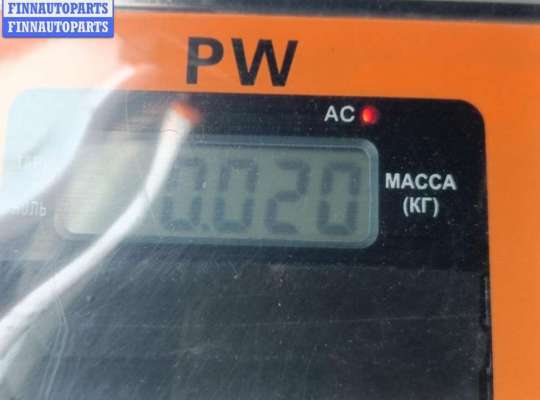 FINNAUTOPARTS
FINNAUTOPARTS
PW
AC
0.020
МАССА
(КГ)